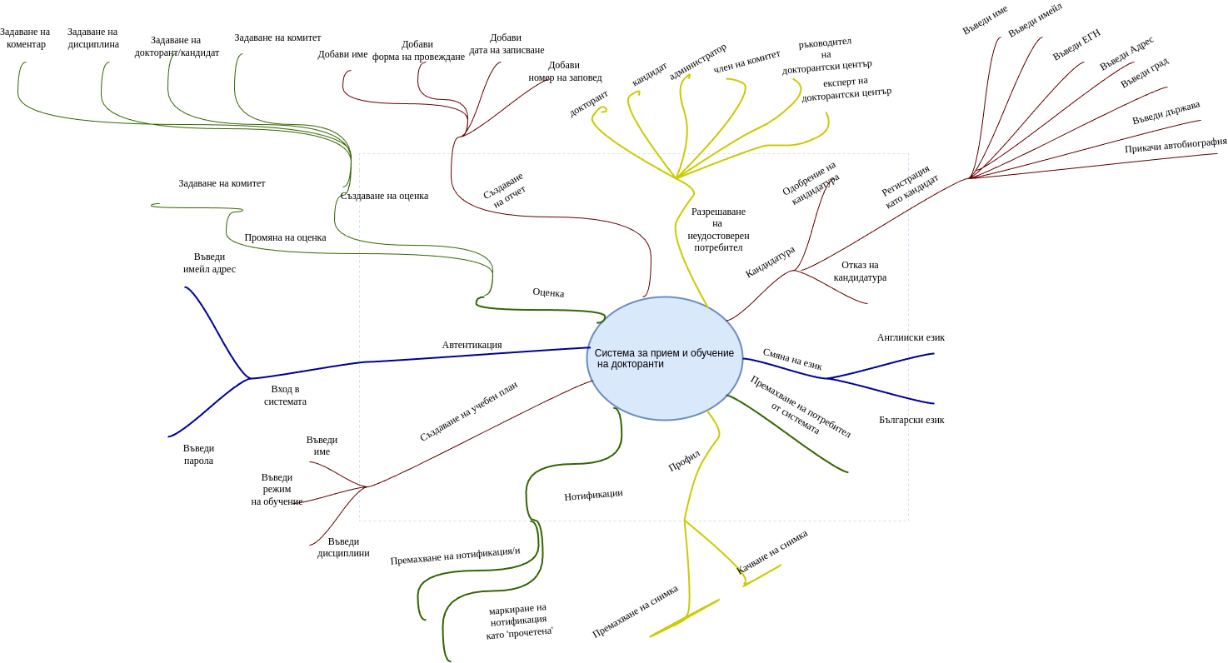 Задаване на
коментар
Задаване на
дисциплина
Задаване на
докторант/кандидат
Задаване на комитет
Добави име
Добави
форма на провеждане
Добави
дата на записване
Добави
номер на заповед
докторант
кандидат
администратор
член на комитет
ръководител
на
докторантски център
експерт на
докторантски център
Въведи име
Въведи имейл
Въведи ЕГН
Въведи Адрес
Въведи град
Въведи държава
Прикачи автобиография
Задаване на комитет
Създаване на оценка
Създаване
на отчет
Разрешаване
на
неудостоверен
потребител
Одобрение на
кандидатура
Регистрация
като кандидат
Промяна на оценка
Кандидатура
Отказ на
кандидатура
Въведи
имейл адрес
Оценка
Автентикация
Система за прием и обучение
на докторанти
Смяна на език
Английски език
Български език
Вход в
системата
Въведи
парола
Създаване на учебен план
Премахване на потребител
от системата
Въведи
име
Въведи
режим
на обучение
Въведи
дисциплини
Профил
Нотификации
Премахване на нотификация/и
маркиране на
нотификация
като 'прочетена'
Качване на снимка
Премахване на снимка